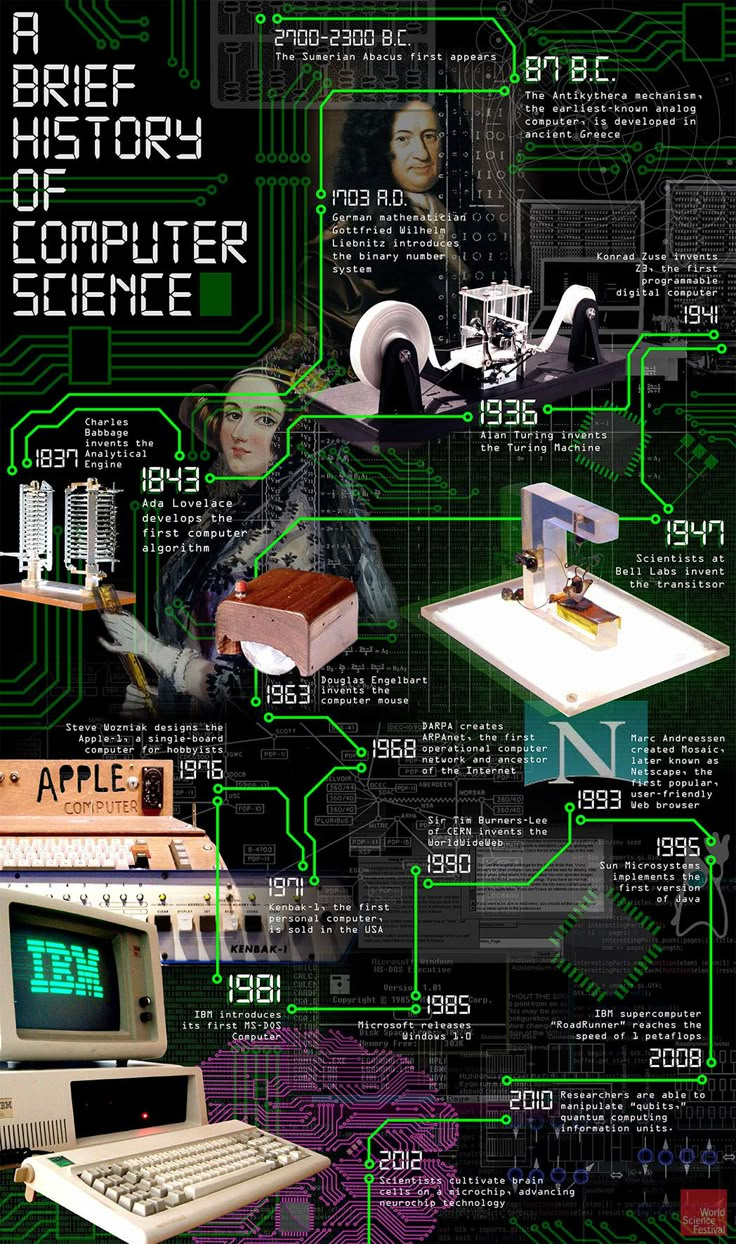 A
BRIEF
HISTORY
OF
COMPUTER
SCIENCE
2700-2300 B.C.
The Sumerian Abacus first appears
87 B.C.
The Antikythera mechanism,
the earliest-known analog
computer, is developed in
ancient Greece
1703 A.D.
German mathematician
Gottfried Wilhelm
Liebnitz introduces
the binary number
system
1837
Charles
Babbage
invents the
Analytical
Engine
1843
Ada Lovelace
develops the
first computer
algorithm
1936
Alan Turing invents
the Turing Machine
Konrad Zuse invents
Z3, the first
programmable
digital computer
1941
1947
Scientists at
Bell Labs invent
the transitsor
1963
Douglas Engelbart
invents the
computer mouse
1968
DARPA creates
ARPAnet, the first
operational computer
network and ancestor
of the Internet
1971
Kenbak-1, the first
personal computer,
is sold in the USA
KENBAK-1
Steve Wozniak designs the
Apple-1, a single-board
computer for hobbyists
1976
APPLE
COMPUTER
1981
IBM introduces
its first MS-DOS
Computer
IBM
IBM
1985
Microsoft releases
Windows 1.0
Microsoft Windows
MS-DOS Executive
Version 1.01
Sir Tim Burners-Lee
of CERN invents the
WorldWideWeb
1990
N
Marc Andreessen
created Mosaic,
later known as
Netscape, the
first popular,
user-friendly
Web browser
1993
1995
Sun Microsystems
implements the
first version
of Java
IBM supercomputer
"RoadRunner" reaches the
speed of 1 petaflops
2008
2010
Researchers are able to
manipulate "qubits,"
quantum computing
information units.
2012
Scientists cultivate brain
cells on a microchip, advancing
neurochip technology
World
Science
Festival